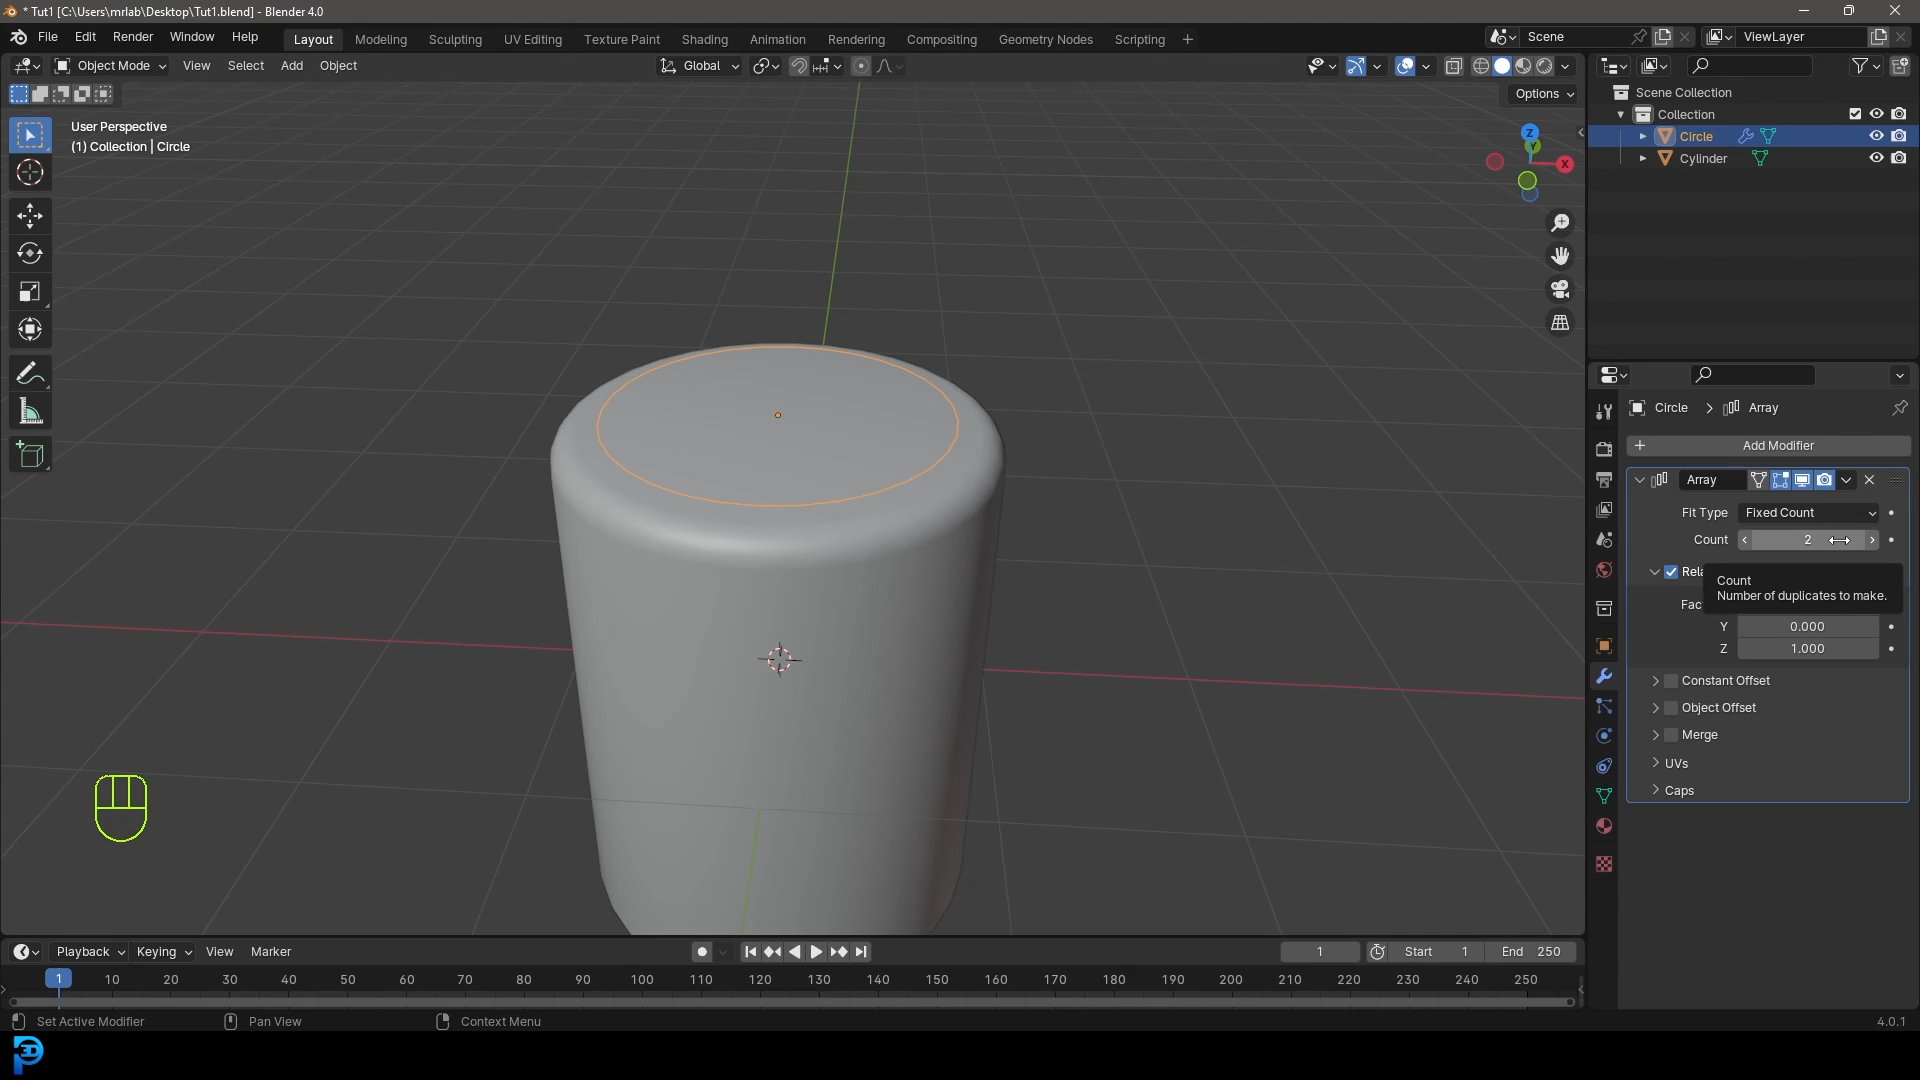 * Tut1 [C:\Users\mrlab\Desktop\Tut1.blend] - Blender 4.0
File Edit Render Window Help Layout Modeling Sculpting UV Editing Texture Paint Shading Animation Rendering Compositing Geometry Nodes Scripting + Scene ViewLayer
Object Mode View Select Add Object Global
Options
User Perspective
(1) Collection | Circle
Z
Y
X
Scene Collection
Collection
Circle
Cylinder
Circle > Array
+ Add Modifier
Array
Fit Type Fixed Count
Count 2
Rela
Count
Number of duplicates to make.
Fac
Y 0.000
Z 1.000
Constant Offset
Object Offset
Merge
UVs
Caps
Playback Keying View Marker 1 Start 1 End 250
1 10 20 30 40 50 60 70 80 90 100 110 120 130 140 150 160 170 180 190 200 210 220 230 240 250
Set Active Modifier Pan View Context Menu 4.0.1